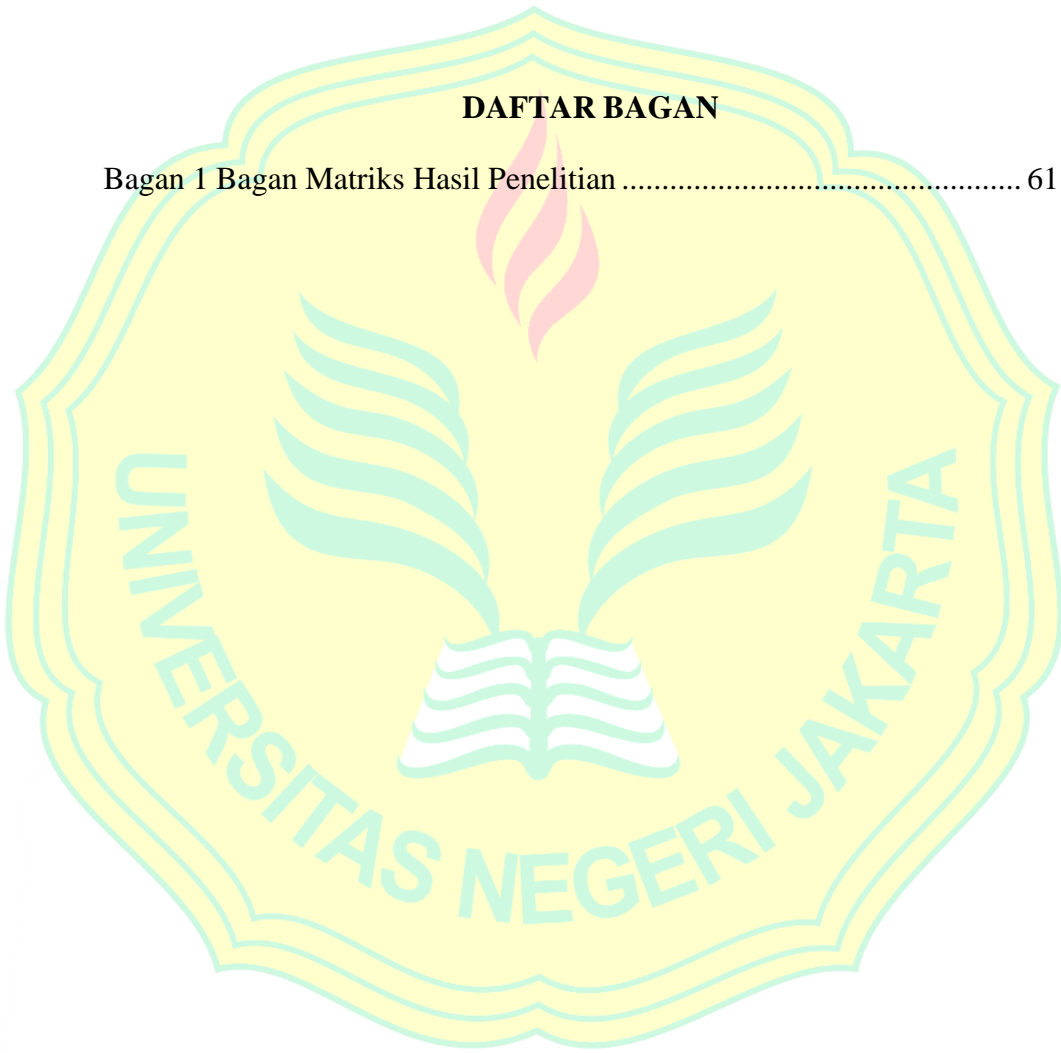 DAFTAR BAGAN
Bagan 1 Bagan Matriks Hasil Penelitian .................................................. 61
UNIVERSITAS NEGERI JAKARTA